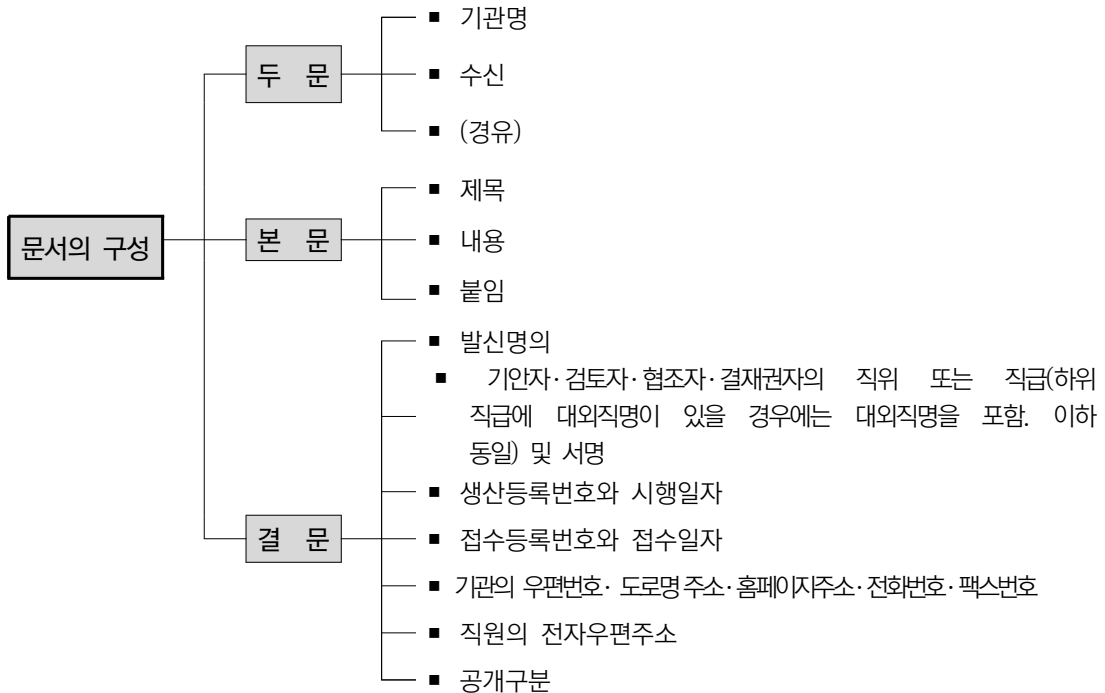 문서의 구성
두 문
■ 기관명
■ 수신
■ (경유)
본 문
■ 제목
■ 내용
■ 붙임
결 문
■ 발신명의
■ 기안자·검토자·협조자·결재권자의 직위 또는 직급(하위
직급에 대외직명이 있을 경우에는 대외직명을 포함. 이하
동일) 및 서명
■ 생산등록번호와 시행일자
■ 접수등록번호와 접수일자
■ 기관의 우편번호· 도로명 주소·홈페이지주소·전화번호·팩스번호
■ 직원의 전자우편주소
■ 공개구분